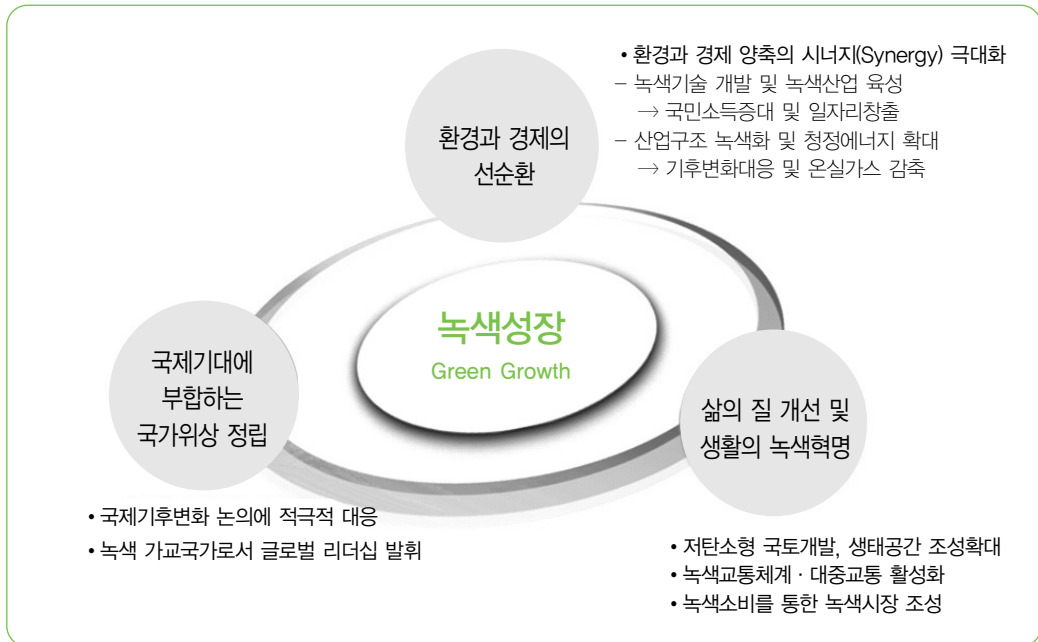 • 환경과 경제 양축의 시너지(Synergy) 극대화
– 녹색기술 개발 및 녹색산업 육성
→ 국민소득증대 및 일자리창출
– 산업구조 녹색화 및 청정에너지 확대
→ 기후변화대응 및 온실가스 감축
환경과 경제의
선순환
녹색성장
Green Growth
국제기대에
부합하는
국가위상 정립
삶의 질 개선 및
생활의 녹색혁명
• 국제기후변화 논의에 적극적 대응
• 녹색 가교국가로서 글로벌 리더십 발휘
• 저탄소형 국토개발, 생태공간 조성확대
• 녹색교통체계 · 대중교통 활성화
• 녹색소비를 통한 녹색시장 조성